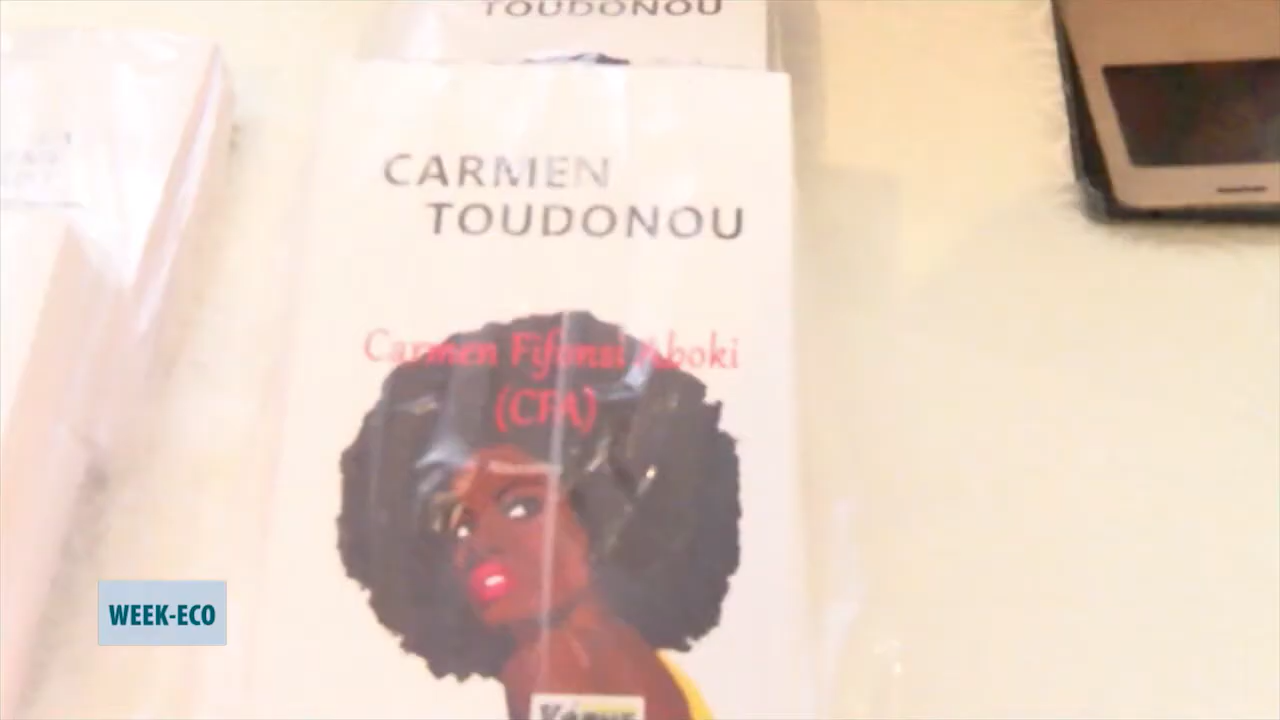 TOUDONOU
CARMEN
TOUDONOU
Carmen Fifonsi Aboki
(CFA)
WEEK-ECO